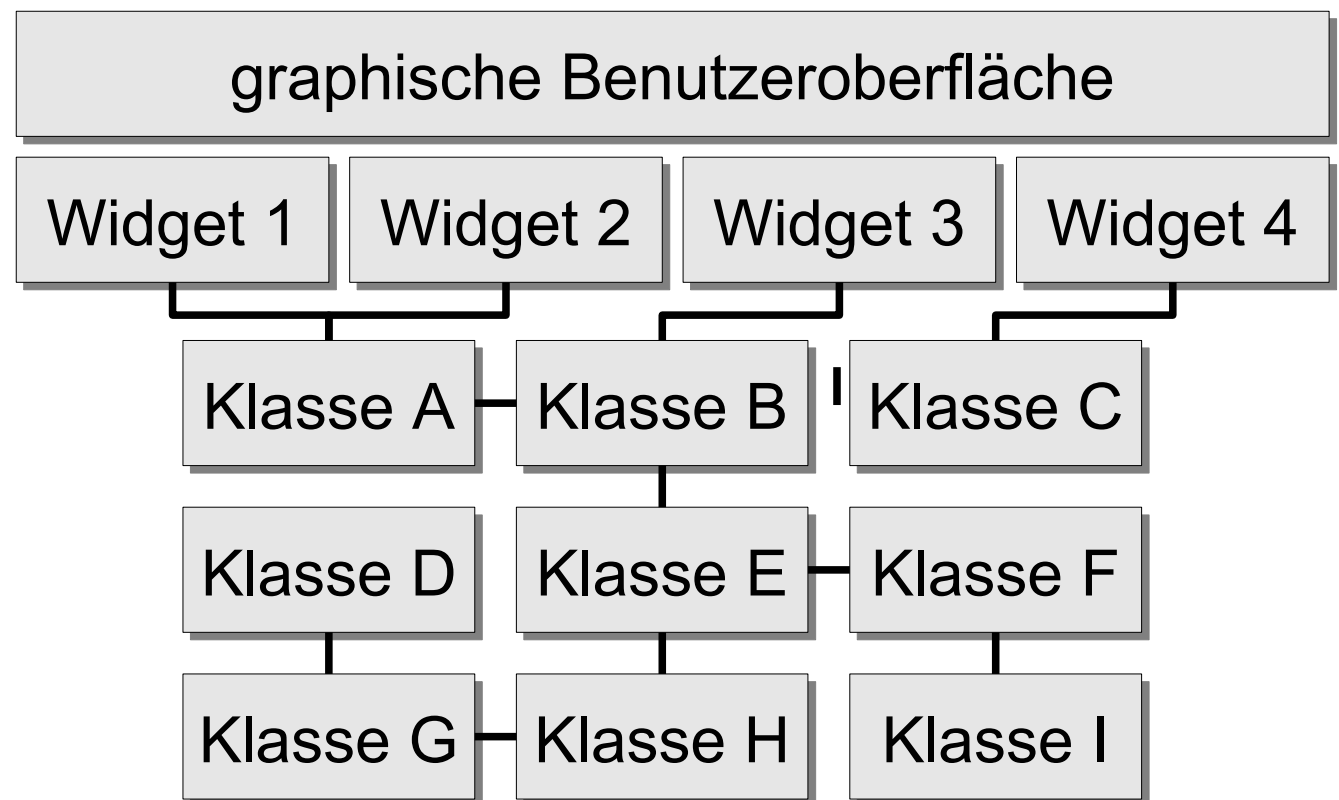 graphische Benutzeroberfläche
Widget 1 Widget 2 Widget 3 Widget 4
Klasse A Klasse B Klasse C
Klasse D Klasse E Klasse F
Klasse G Klasse H Klasse I